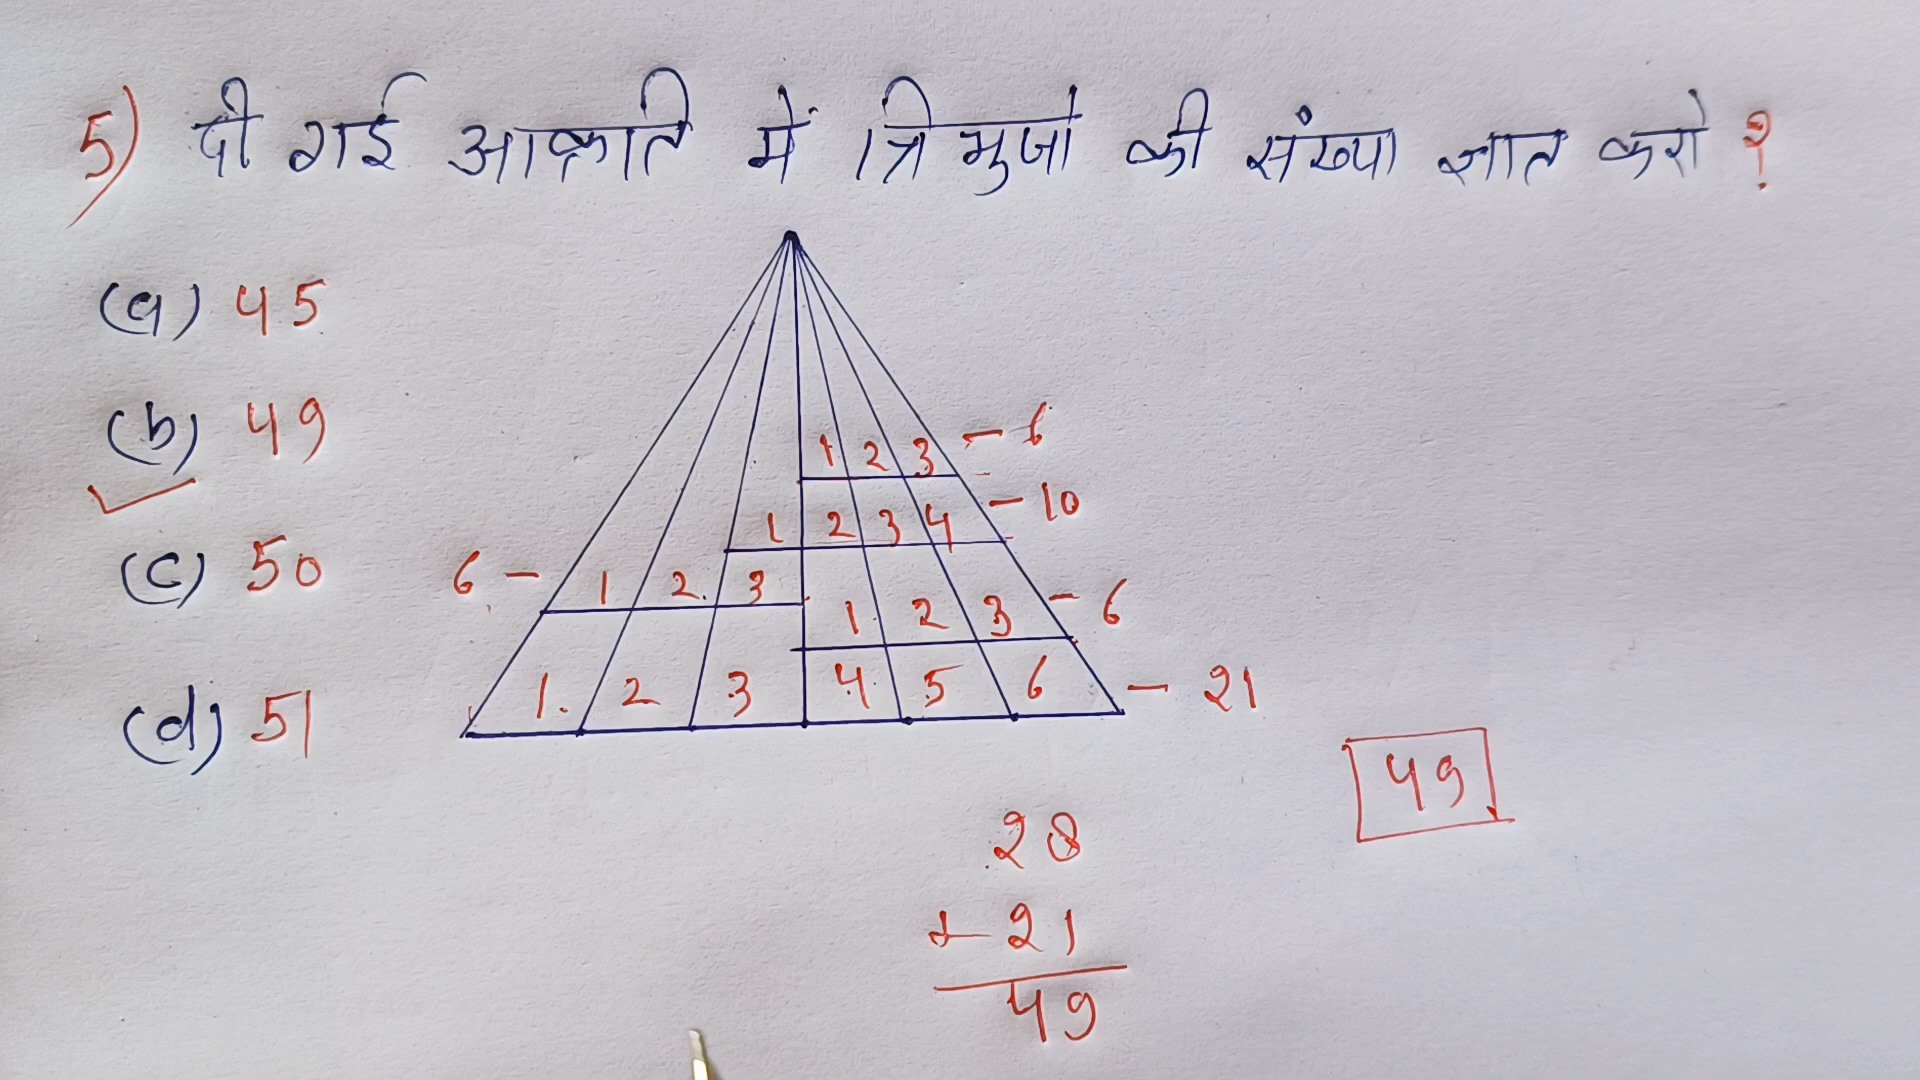 5) दी गई आकृति में त्रिभुजों की संख्या ज्ञात करो ?
(a) 45
(b) 49
(c) 50
(d) 51
1 2 3 - 6
1 2 3 4 - 10
6 - 1 2 3
1 2 3 - 6
1 2 3 4 5 6 - 21
49
28
+ 21
49